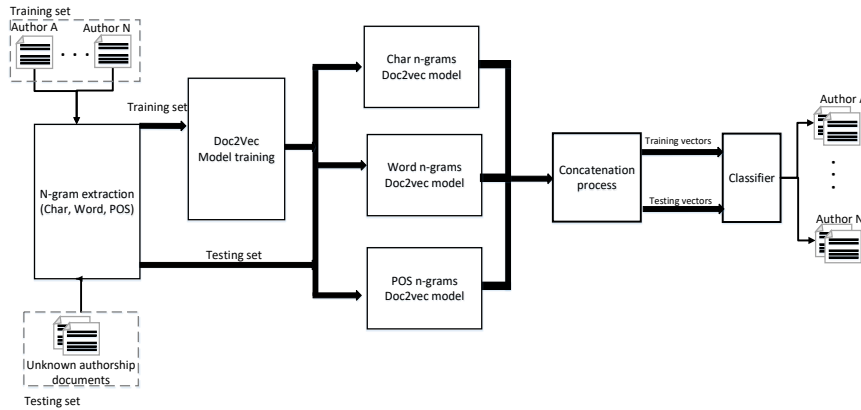 Training set
Author A
Author N
. . .
Training set
Doc2Vec
Model training
N-gram extraction
(Char, Word, POS)
Testing set
Unknown authorship
documents
Testing set
Char n-grams
Doc2vec model
Word n-grams
Doc2vec model
POS n-grams
Doc2vec model
Concatenation
process
Training vectors
Testing vectors
Classifier
Author A
Author N